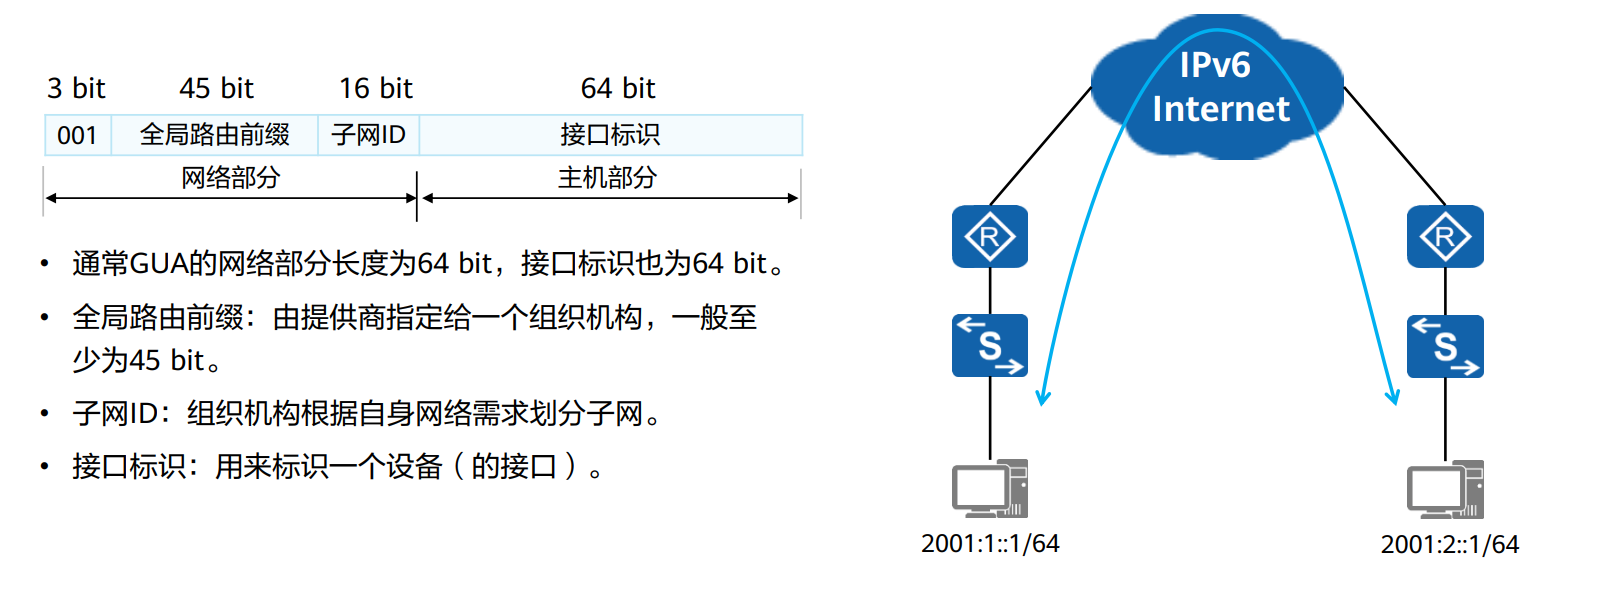 3 bit 45 bit 16 bit 64 bit
001 全局路由前缀 子网ID 接口标识
网络部分 主机部分
• 通常GUA的网络部分长度为64 bit，接口标识也为64 bit。
• 全局路由前缀：由提供商指定给一个组织机构，一般至
少为45 bit。
• 子网ID：组织机构根据自身网络需求划分子网。
• 接口标识：用来标识一个设备（的接口）。
IPv6
Internet
R
R
S
S
2001:1::1/64
2001:2::1/64